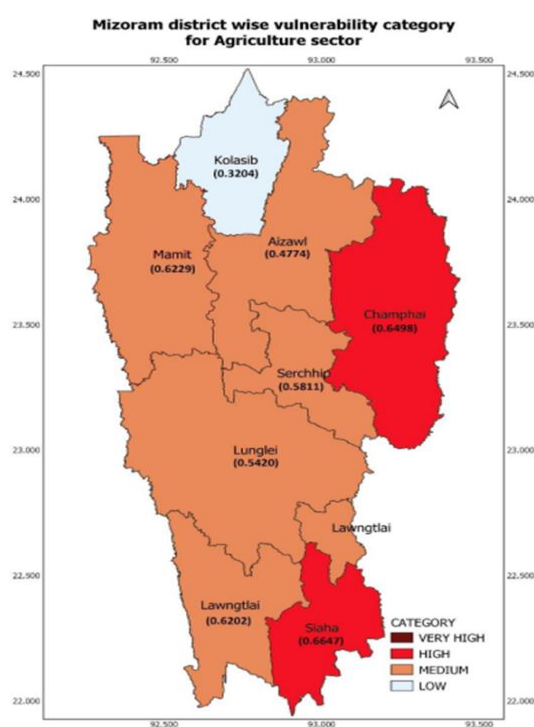 Mizoram district wise vulnerability category
for Agriculture sector
92.500 93.000 93.500
24.500 24.500
Kolasib
(0.3204)
24.000 24.000
Aizawl
(0.4774)
Mamit
(0.6229)
Champhai
(0.6498)
23.500 23.500
Serchhip
(0.5811)
23.000 23.000
Lunglei
(0.5420)
Lawngtlai
22.500 22.500
Lawngtlai
(0.6202)
Siaha
(0.6647)
CATEGORY
VERY HIGH
HIGH
MEDIUM
LOW
22.000 22.000
92.500 93.000 93.500